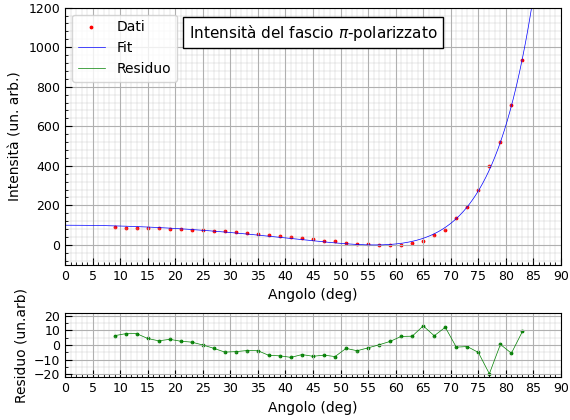 Intensità del fascio π-polarizzato
Dati
Fit
Residuo
Intensità (un. arb.)
1200
1000
800
600
400
200
0
0 5 10 15 20 25 30 35 40 45 50 55 60 65 70 75 80 85 90
Angolo (deg)
Residuo (un.arb)
20
10
0
−10
−20
0 5 10 15 20 25 30 35 40 45 50 55 60 65 70 75 80 85 90
Angolo (deg)